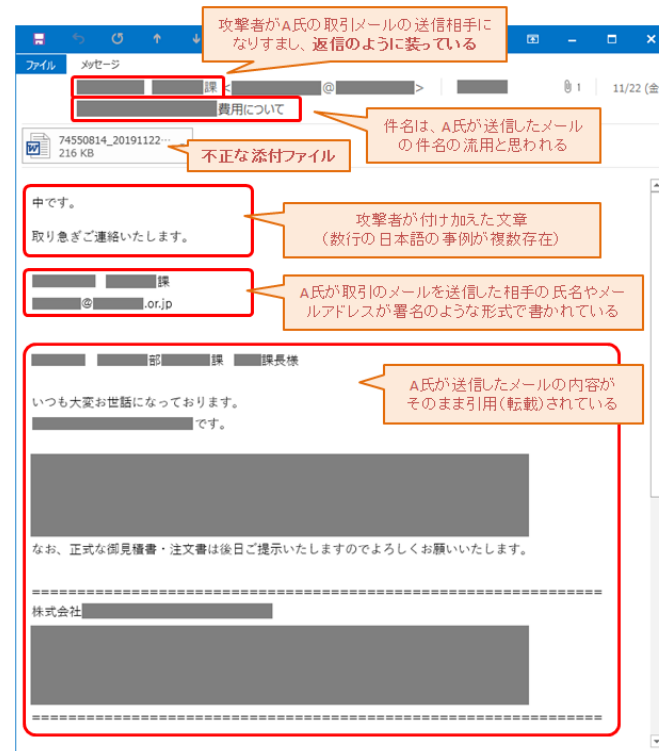 攻撃者がA氏の取引メールの送信相手に
なりすまし、返信のように装っている
ファイル メッセージ
課 <
@
>
1
11/22 (金
費用について
件名は、A氏が送信したメール
の件名の流用と思われる
74550814_20191122…
216 KB
不正な添付ファイル
中です。
取り急ぎご連絡いたします。
攻撃者が付け加えた文章
(数行の日本語の事例が複数存在)
課
@ .or.jp
A氏が取引のメールを送信した相手の氏名やメー
ルアドレスが署名のような形式で書かれている
部 課 課長様
A氏が送信したメールの内容が
そのまま引用(転載)されている
いつも大変お世話になっております。
です。
なお、正式な御見積書・注文書は後日ご提示いたしますのでよろしくお願いいたします。
================================================================
株式会社
================================================================